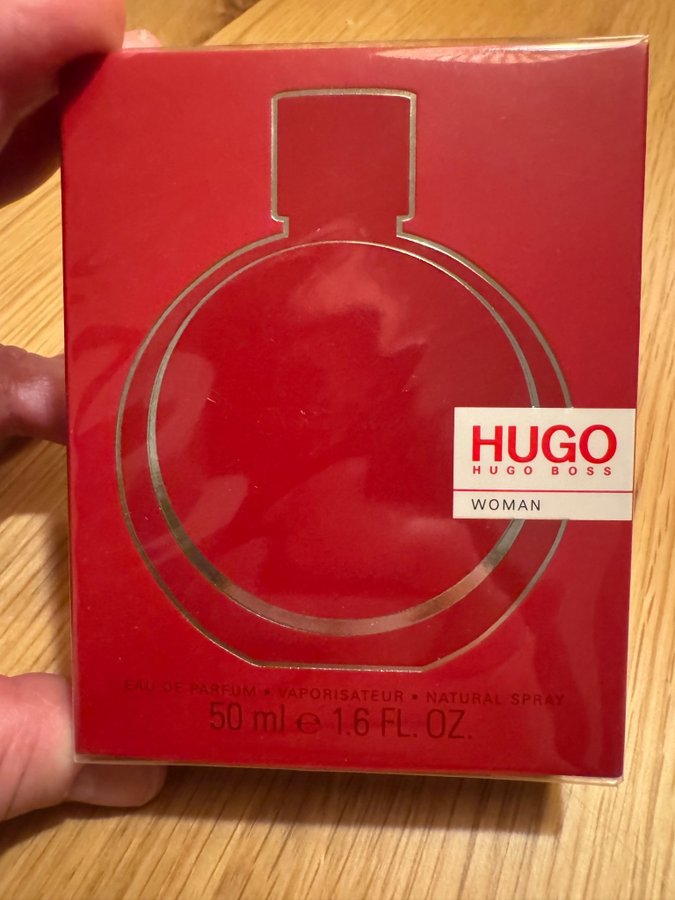 HUGO
HUGO BOSS
WOMAN
EAU DE PARFUM • VAPORISATEUR • NATURAL SPRAY
50 ml ℮ 1.6 FL. OZ.